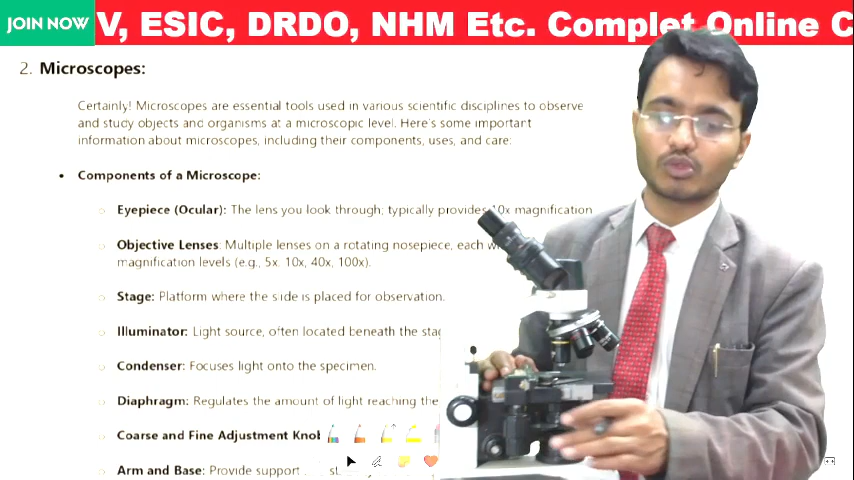 JOIN NOW
V, ESIC, DRDO, NHM Etc. Complet Online C
2. Microscopes:
Certainly! Microscopes are essential tools used in various scientific disciplines to observe
and study objects and organisms at a microscopic level. Here's some important
information about microscopes, including their components, uses, and care:
• Components of a Microscope:
Eyepiece (Ocular): The lens you look through; typically provides 10x magnification
Objective Lenses: Multiple lenses on a rotating nosepiece, each
magnification levels (e.g., 5x, 10x, 40x, 100x).
Stage: Platform where the slide is placed for observation.
Illuminator: Light source, often located beneath the
Condenser: Focuses light onto the specimen.
Diaphragm: Regulates the amount of light reaching the
Coarse and Fine Adjustment
Arm and Base: Provide support